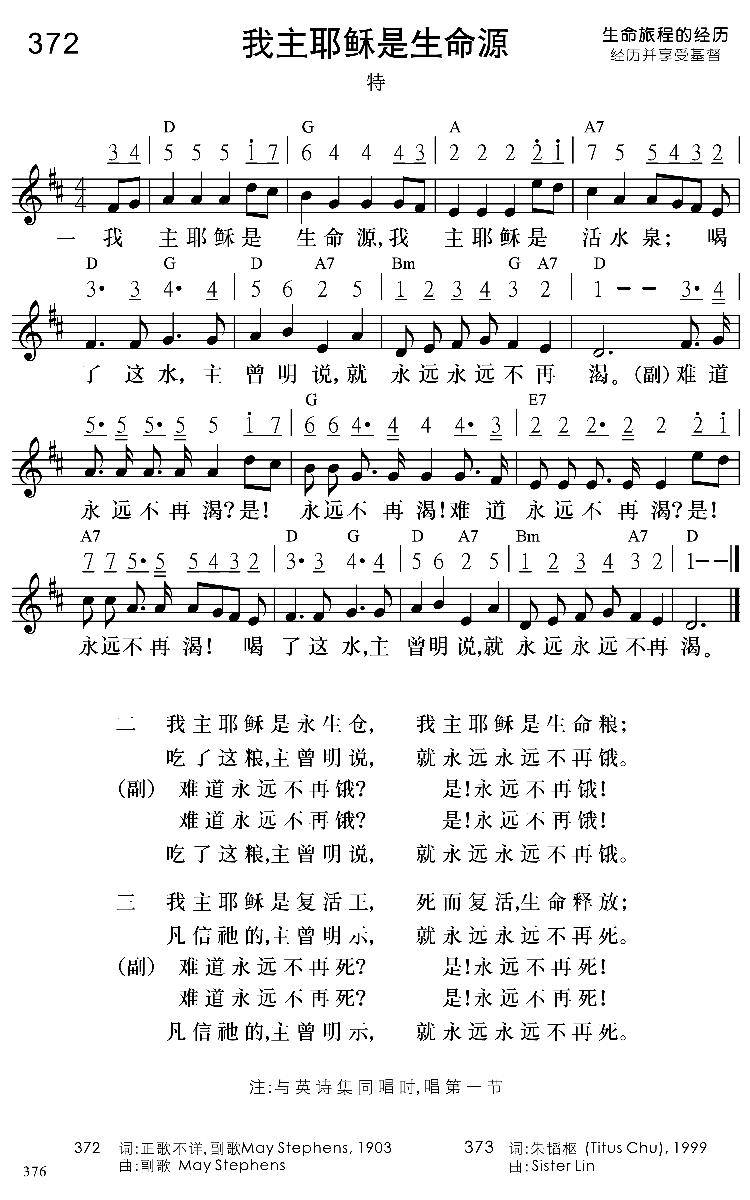 372
我主耶稣是生命源
生命旅程的经历
经历并享受基督
特
D G A A7
3 4 | 5 5 5 i 7 | 6 4 4 4 3 | 2 2 2 2 i | 7 5 5 4 3 2
4 4
一 我 主耶稣是 生命源,我 主耶稣是 活水泉; 喝
D G D A7 Bm G A7 D
3• 3 4• 4 | 5 6 2 5 | 1 2 3 4 3 2 | 1 - - 3• 4
了这水,主 曾明说,就 永远永远不再 渴。(副)难道
G E7
5• 5 5• 5 5 i 7 | 6 6 4• 4 4 4• 3 | 2 2 2• 2 2 2 i
永远不再渴?是! 永远不再渴!难道 永远不再渴?是!
A7 D G D A7 Bm A7 D
7 7 5• 5 5 4 3 2 | 3• 3 4• 4 | 5 6 2 5 | 1 2 3 4 3 2 | 1 - -
永远不再渴! 喝 了这水,主 曾明说,就 永远永远不再 渴。
二 我主耶稣是永生仓, 我主耶稣是生命粮;
吃了这粮,主曾明说, 就永远永远不再饿。
(副) 难道永远不再饿? 是!永远不再饿!
难道永远不再饿? 是!永远不再饿!
吃了这粮,主曾明说, 就永远永远不再饿。
三 我主耶稣是复活王, 死而复活,生命释放;
凡信祂的,主曾明示, 就永远永远不再死。
(副) 难道永远不再死? 是!永远不再死!
难道永远不再死? 是!永远不再死!
凡信祂的,主曾明示, 就永远永远不再死。
注:与英诗集同唱时,唱第一节
372 词:正歌不详,副歌May Stephens, 1903
曲:副歌 May Stephens
373 词:朱韬枢 (Titus Chu), 1999
曲:Sister Lin
376